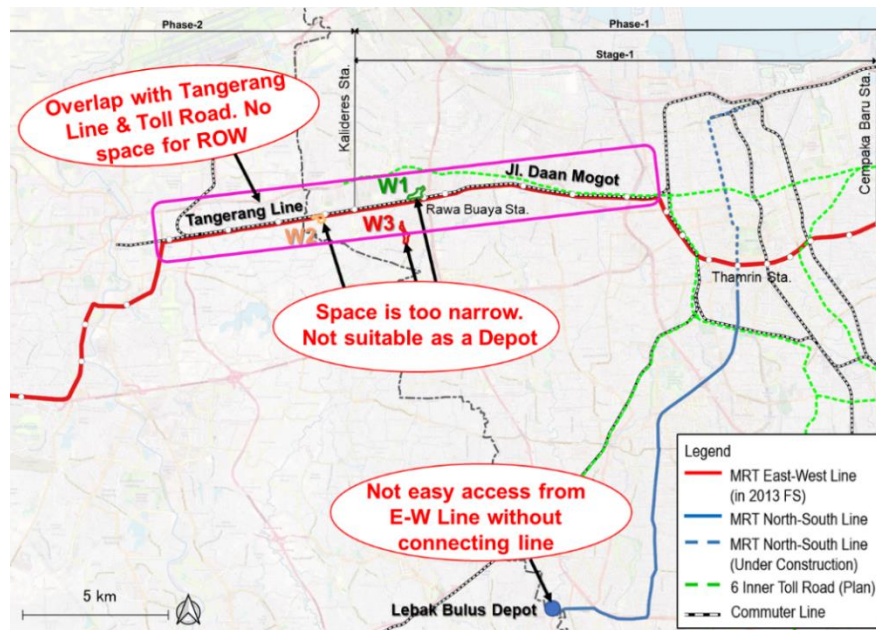 Phase-2
Phase-1
Stage-1
Kalideres Sta.
Cempaka Baru Sta.
Overlap with Tangerang
Line & Toll Road. No
space for ROW
Jl. Daan Mogot
W1
Tangerang Line
Rawa Buaya Sta.
W2
W3
Thamrin Sta.
Space is too narrow.
Not suitable as a Depot
Not easy access from
E-W Line without
connecting line
Lebak Bulus Depot
5 km
Legend
MRT East-West Line
(in 2013 FS)
MRT North-South Line
MRT North-South Line
(Under Construction)
6 Inner Toll Road (Plan)
Commuter Line